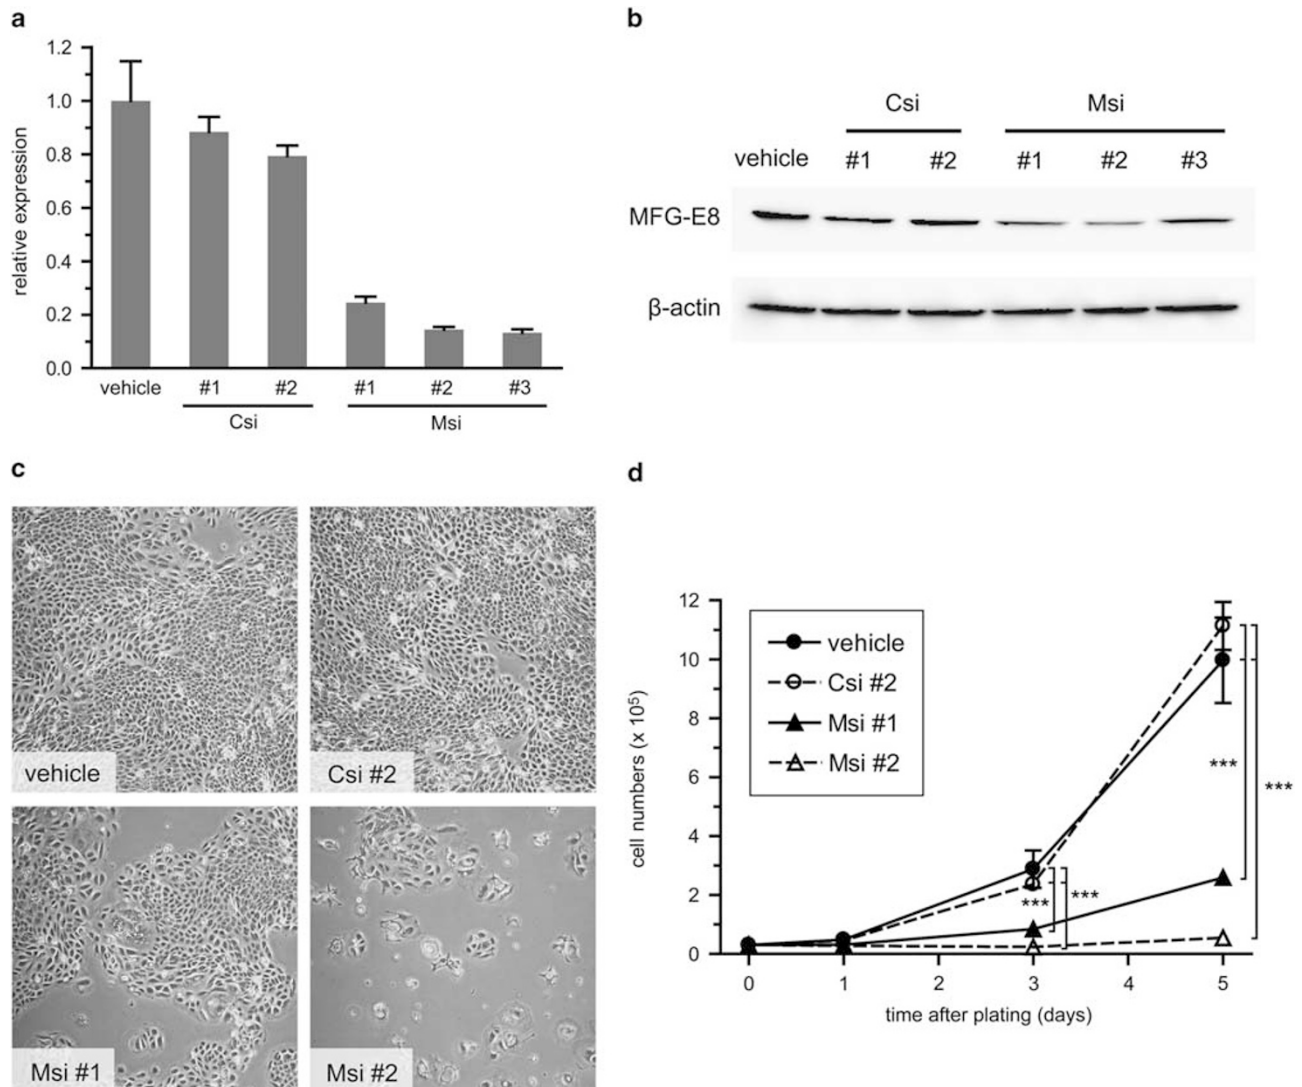 a
1.2
1.0
0.8
0.6
0.4
0.2
0.0
relative expression
vehicle #1 #2 #1 #2 #3
Csi Msi
b
Csi Msi
vehicle #1 #2 #1 #2 #3
MFG-E8
β-actin
c
vehicle
Csi #2
Msi #1
Msi #2
d
12
10
8
6
4
2
0
cell numbers (x 10⁵)
vehicle
Csi #2
Msi #1
Msi #2
***
***
***
***
0 1 2 3 4 5
time after plating (days)